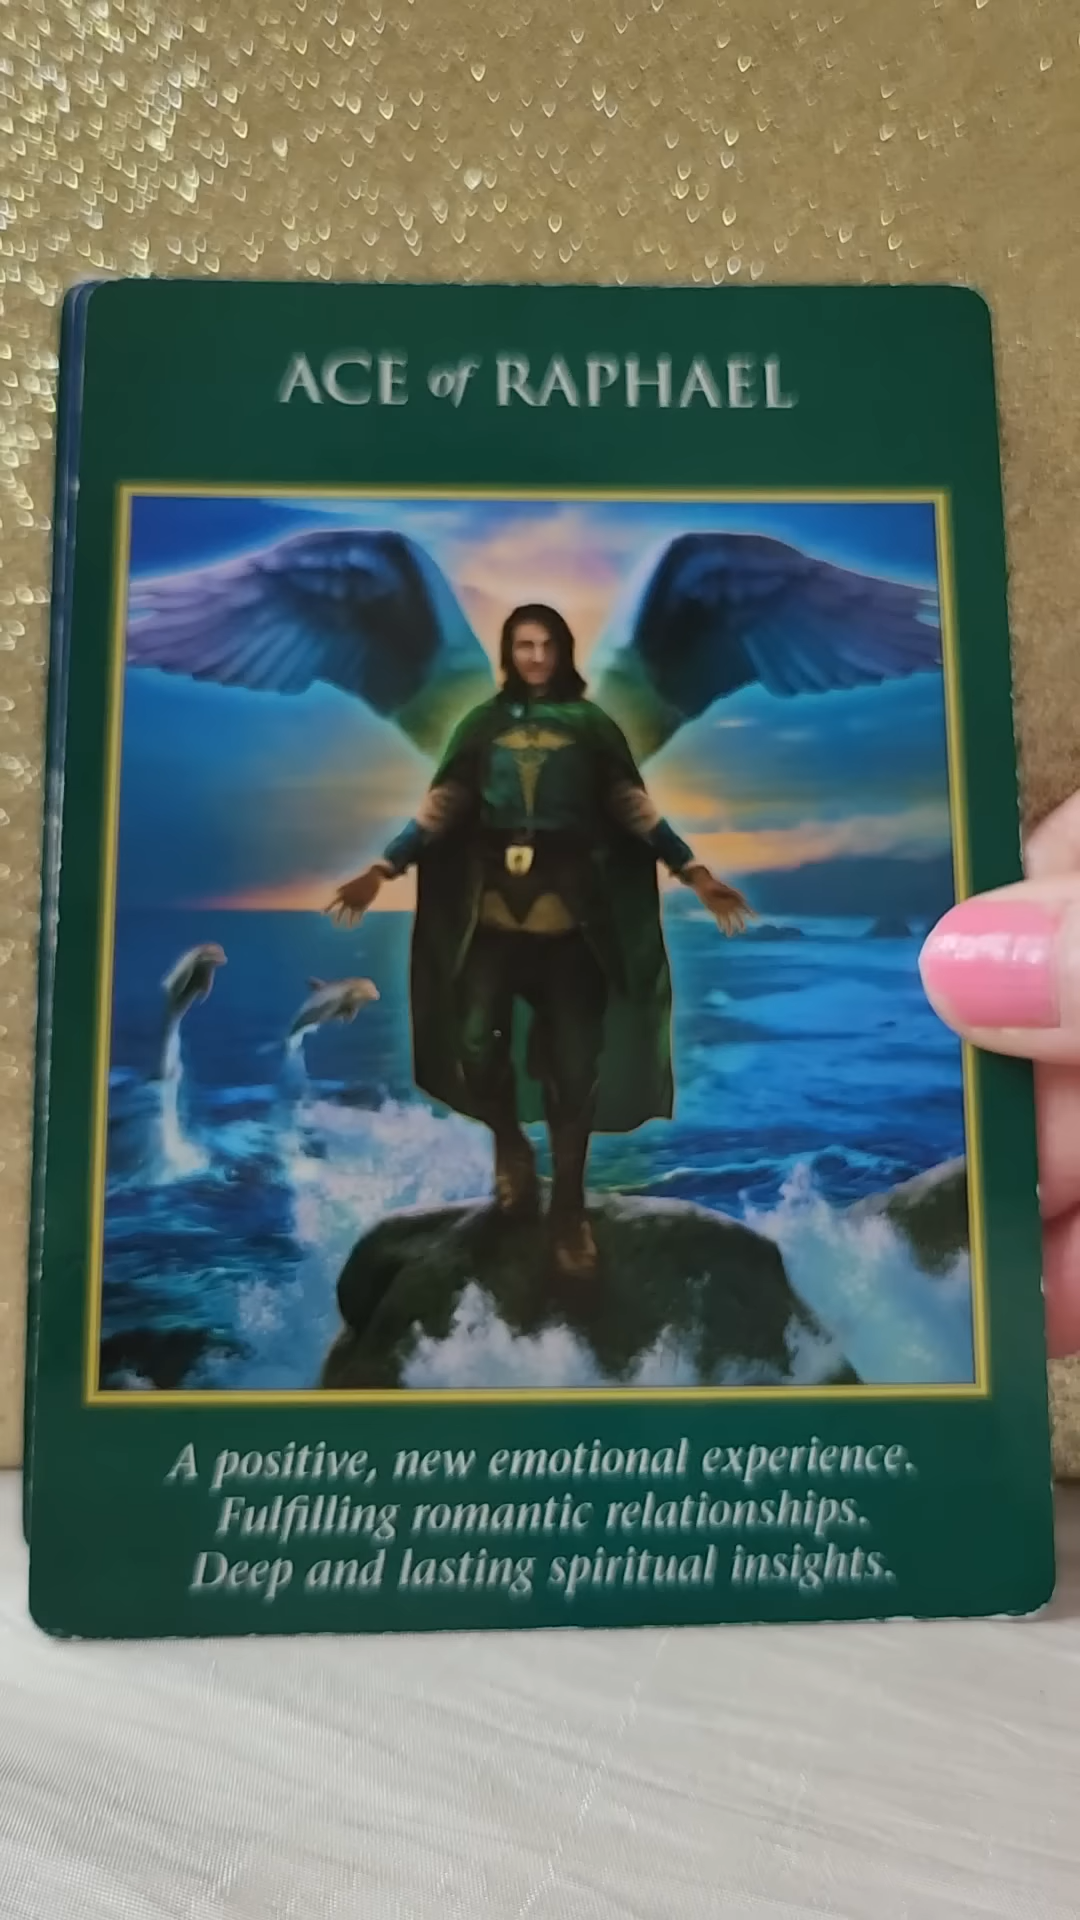 ACE of RAPHAEL
A positive, new emotional experience.
Fulfilling romantic relationships.
Deep and lasting spiritual insights.